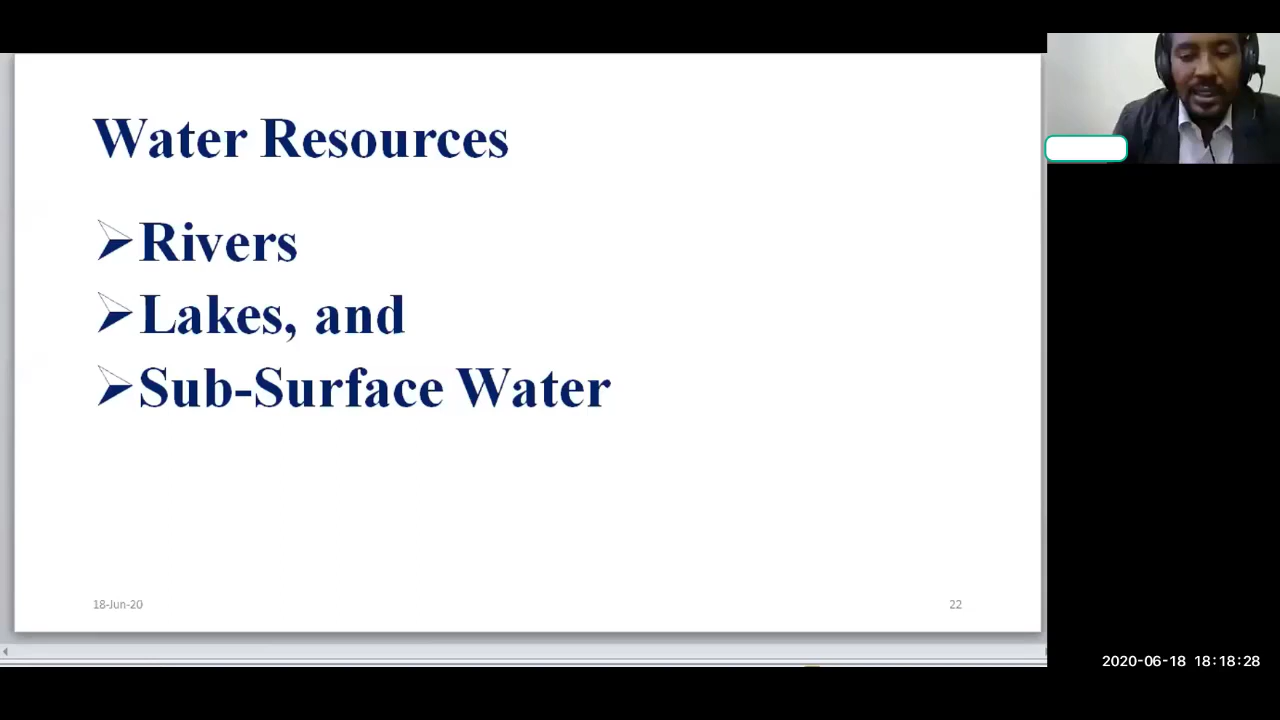 Water Resources
➢Rivers
➢Lakes, and
➢Sub-Surface Water
18-Jun-20
22
2020-06-18 18:18:28